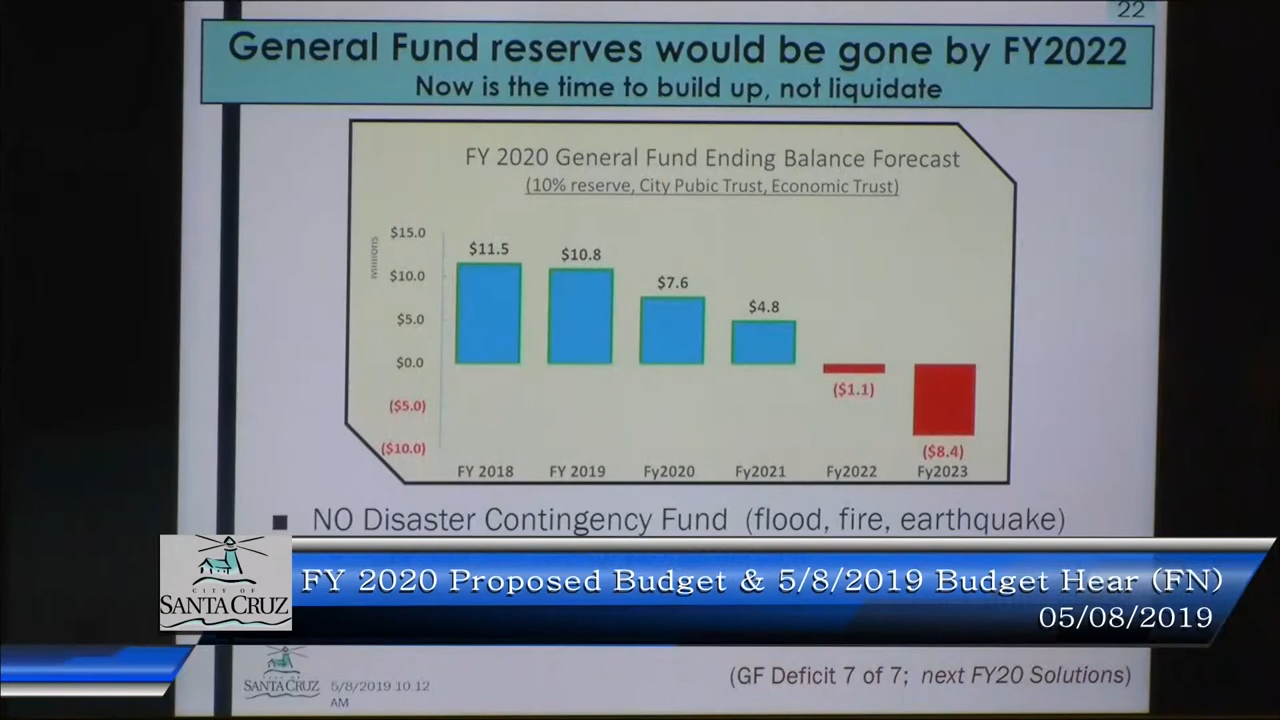 22
General Fund reserves would be gone by FY2022
Now is the time to build up, not liquidate
FY 2020 General Fund Ending Balance Forecast
(10% reserve, City Pubic Trust, Economic Trust)
Millions
$15.0
$10.0
$5.0
$0.0
($5.0)
($10.0)
$11.5
$10.8
$7.6
$4.8
($1.1)
($8.4)
FY 2018 FY 2019 Fy2020 Fy2021 Fy2022 Fy2023
■ NO Disaster Contingency Fund (flood, fire, earthquake)
CITY OF
SANTA CRUZ
FY 2020 Proposed Budget & 5/8/2019 Budget Hear (FN)
05/08/2019
SANTA CRUZ
5/8/2019 10.12
AM
(GF Deficit 7 of 7; next FY20 Solutions)